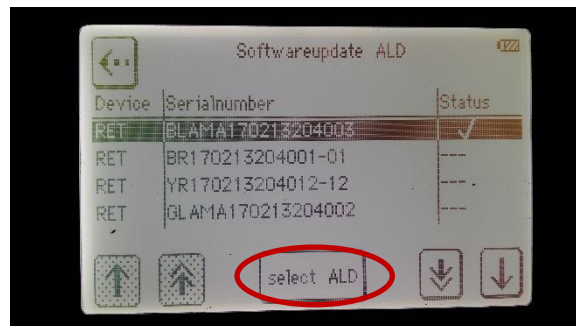 Softwareupdate ALD
Device Serialnumber Status
RET BLAMA170213204003
RET BR170213204001-01 ---
RET YR170213204012-12 ---
RET GLAMA170213204002 ---
select ALD